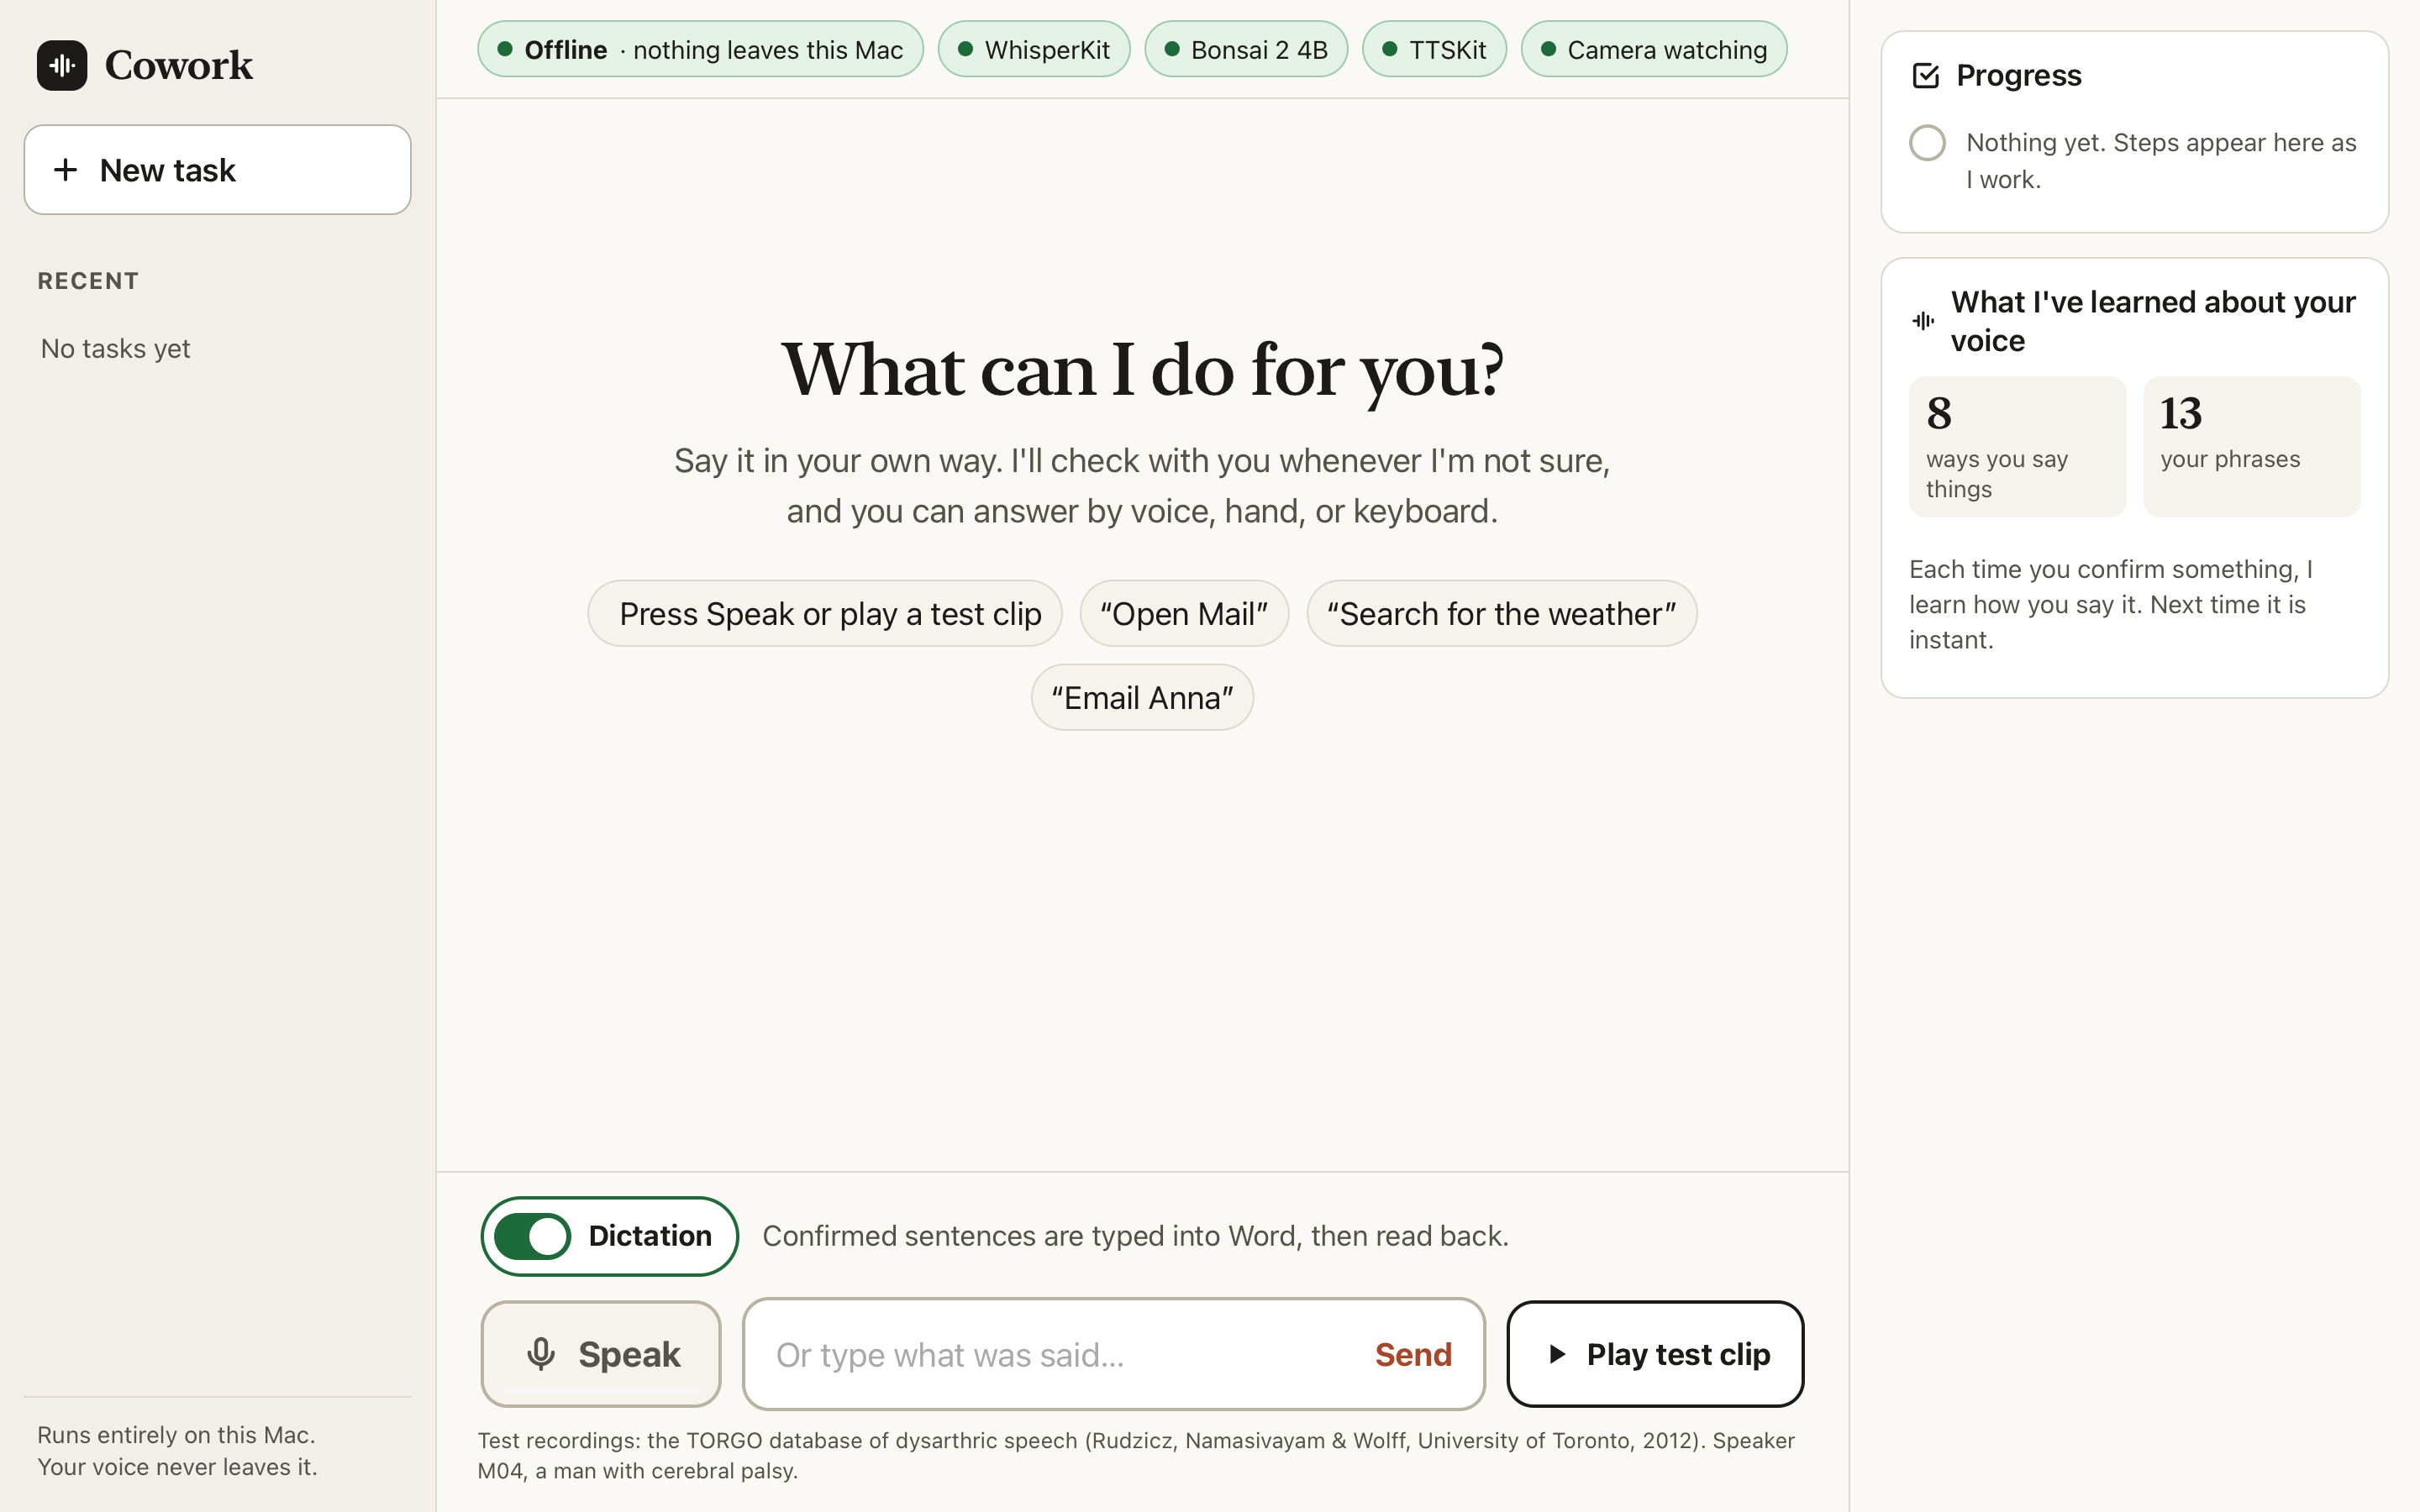 Cowork
New task
RECENT
No tasks yet
Runs entirely on this Mac.
Your voice never leaves it.
Offline · nothing leaves this Mac
WhisperKit
Bonsai 2 4B
TTSKit
Camera watching
What can I do for you?
Say it in your own way. I'll check with you whenever I'm not sure,
and you can answer by voice, hand, or keyboard.
Press Speak or play a test clip
“Open Mail”
“Search for the weather”
“Email Anna”
Dictation
Confirmed sentences are typed into Word, then read back.
Speak
Or type what was said...
Send
Play test clip
Test recordings: the TORGO database of dysarthric speech (Rudzicz, Namasivayam & Wolff, University of Toronto, 2012). Speaker
M04, a man with cerebral palsy.
Progress
Nothing yet. Steps appear here as
I work.
What I've learned about your
voice
8
ways you say
things
13
your phrases
Each time you confirm something, I
learn how you say it. Next time it is
instant.